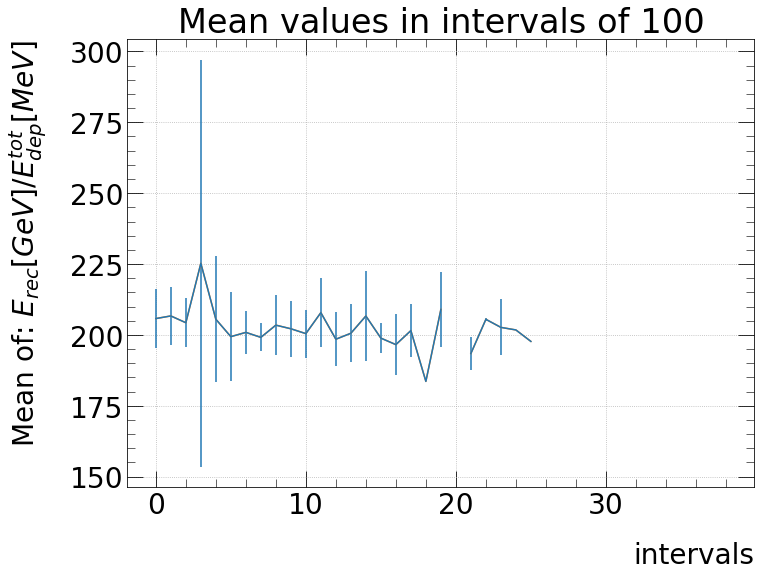 Mean values in intervals of 100
Mean of: $E_{rec}[GeV]/E_{dep}^{tot}[MeV]$
300
275
250
225
200
175
150
0 10 20 30
intervals